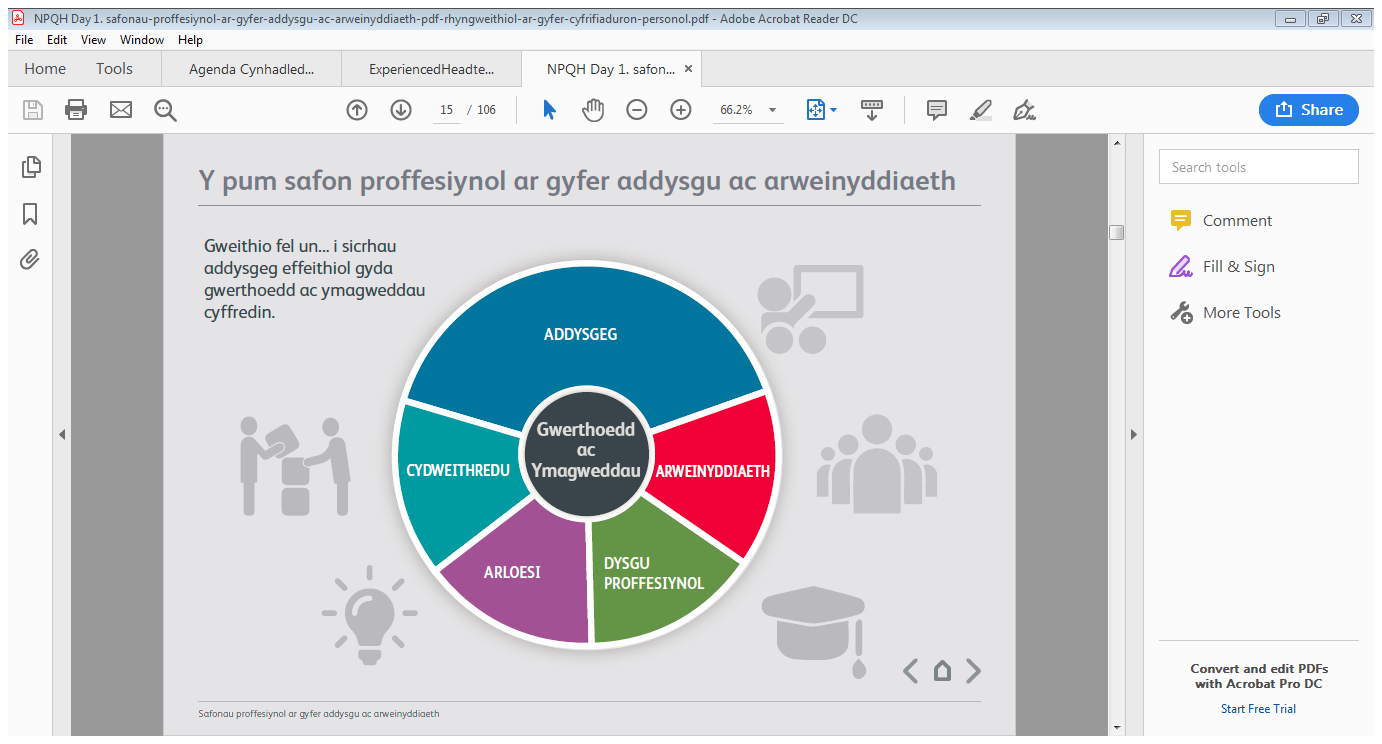 NPQH Day 1. safonau-proffesiynol-ar-gyfer-addysgu-ac-arweinyddiaeth-pdf-rhyngweithiol-ar-gyfer-cyfrifiaduron-personol.pdf - Adobe Acrobat Reader DC
File Edit View Window Help
Home Tools Agenda Cynhadled... ExperiencedHeadte... NPQH Day 1. safon... ×
15 / 106 66.2% Share
Y pum safon proffesiynol ar gyfer addysgu ac arweinyddiaeth
Gweithio fel un... i sicrhau
addysgeg effeithiol gyda
gwerthoedd ac ymagweddau
cyffredin.
ADDYSGEG
Gwerthoedd
ac
Ymagweddau
CYDWEITHREDU
ARWEINYDDIAETH
ARLOESI
DYSGU
PROFFESIYNOL
Safonau proffesiynol ar gyfer addysgu ac arweinyddiaeth
Search tools
Comment
Fill & Sign
More Tools
Convert and edit PDFs
with Acrobat Pro DC
Start Free Trial